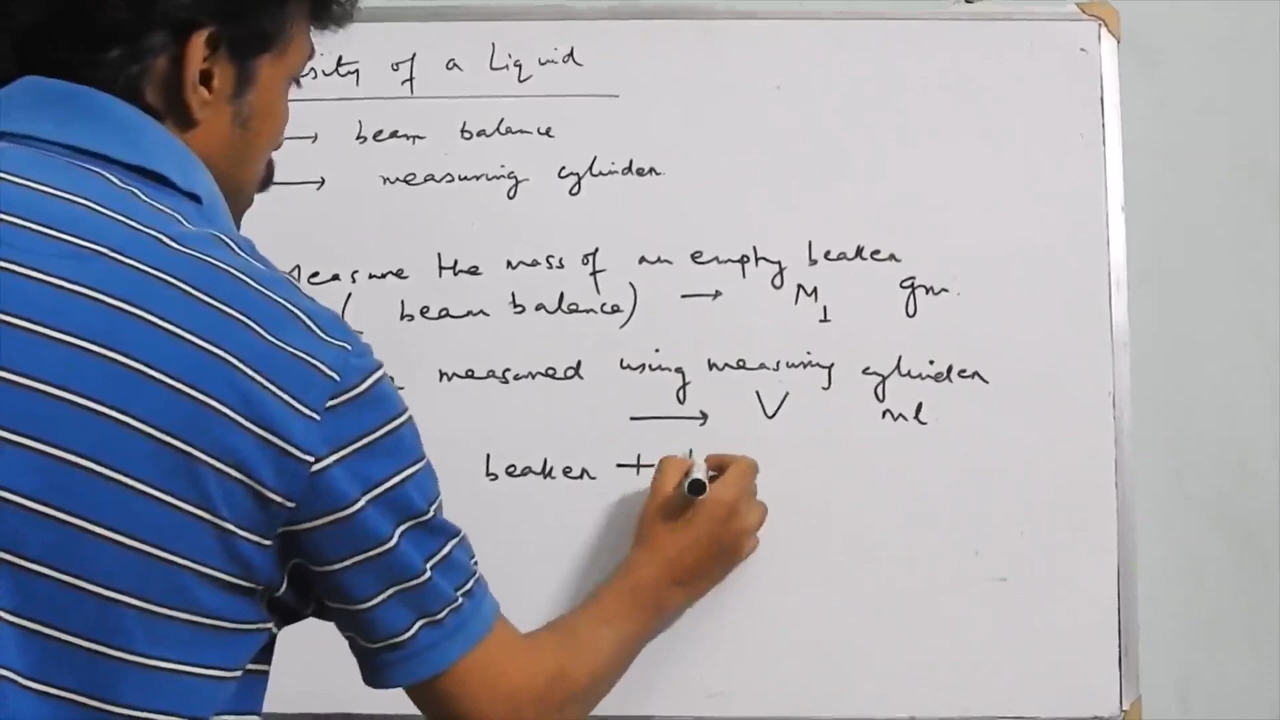 sity of a Liquid
→ beam balance
→ measuring cylinder.
easure the mass of an empty beaker
( beam balance) → M1 gm.
measured using measuring cylinder
→ V ml.
beaker +